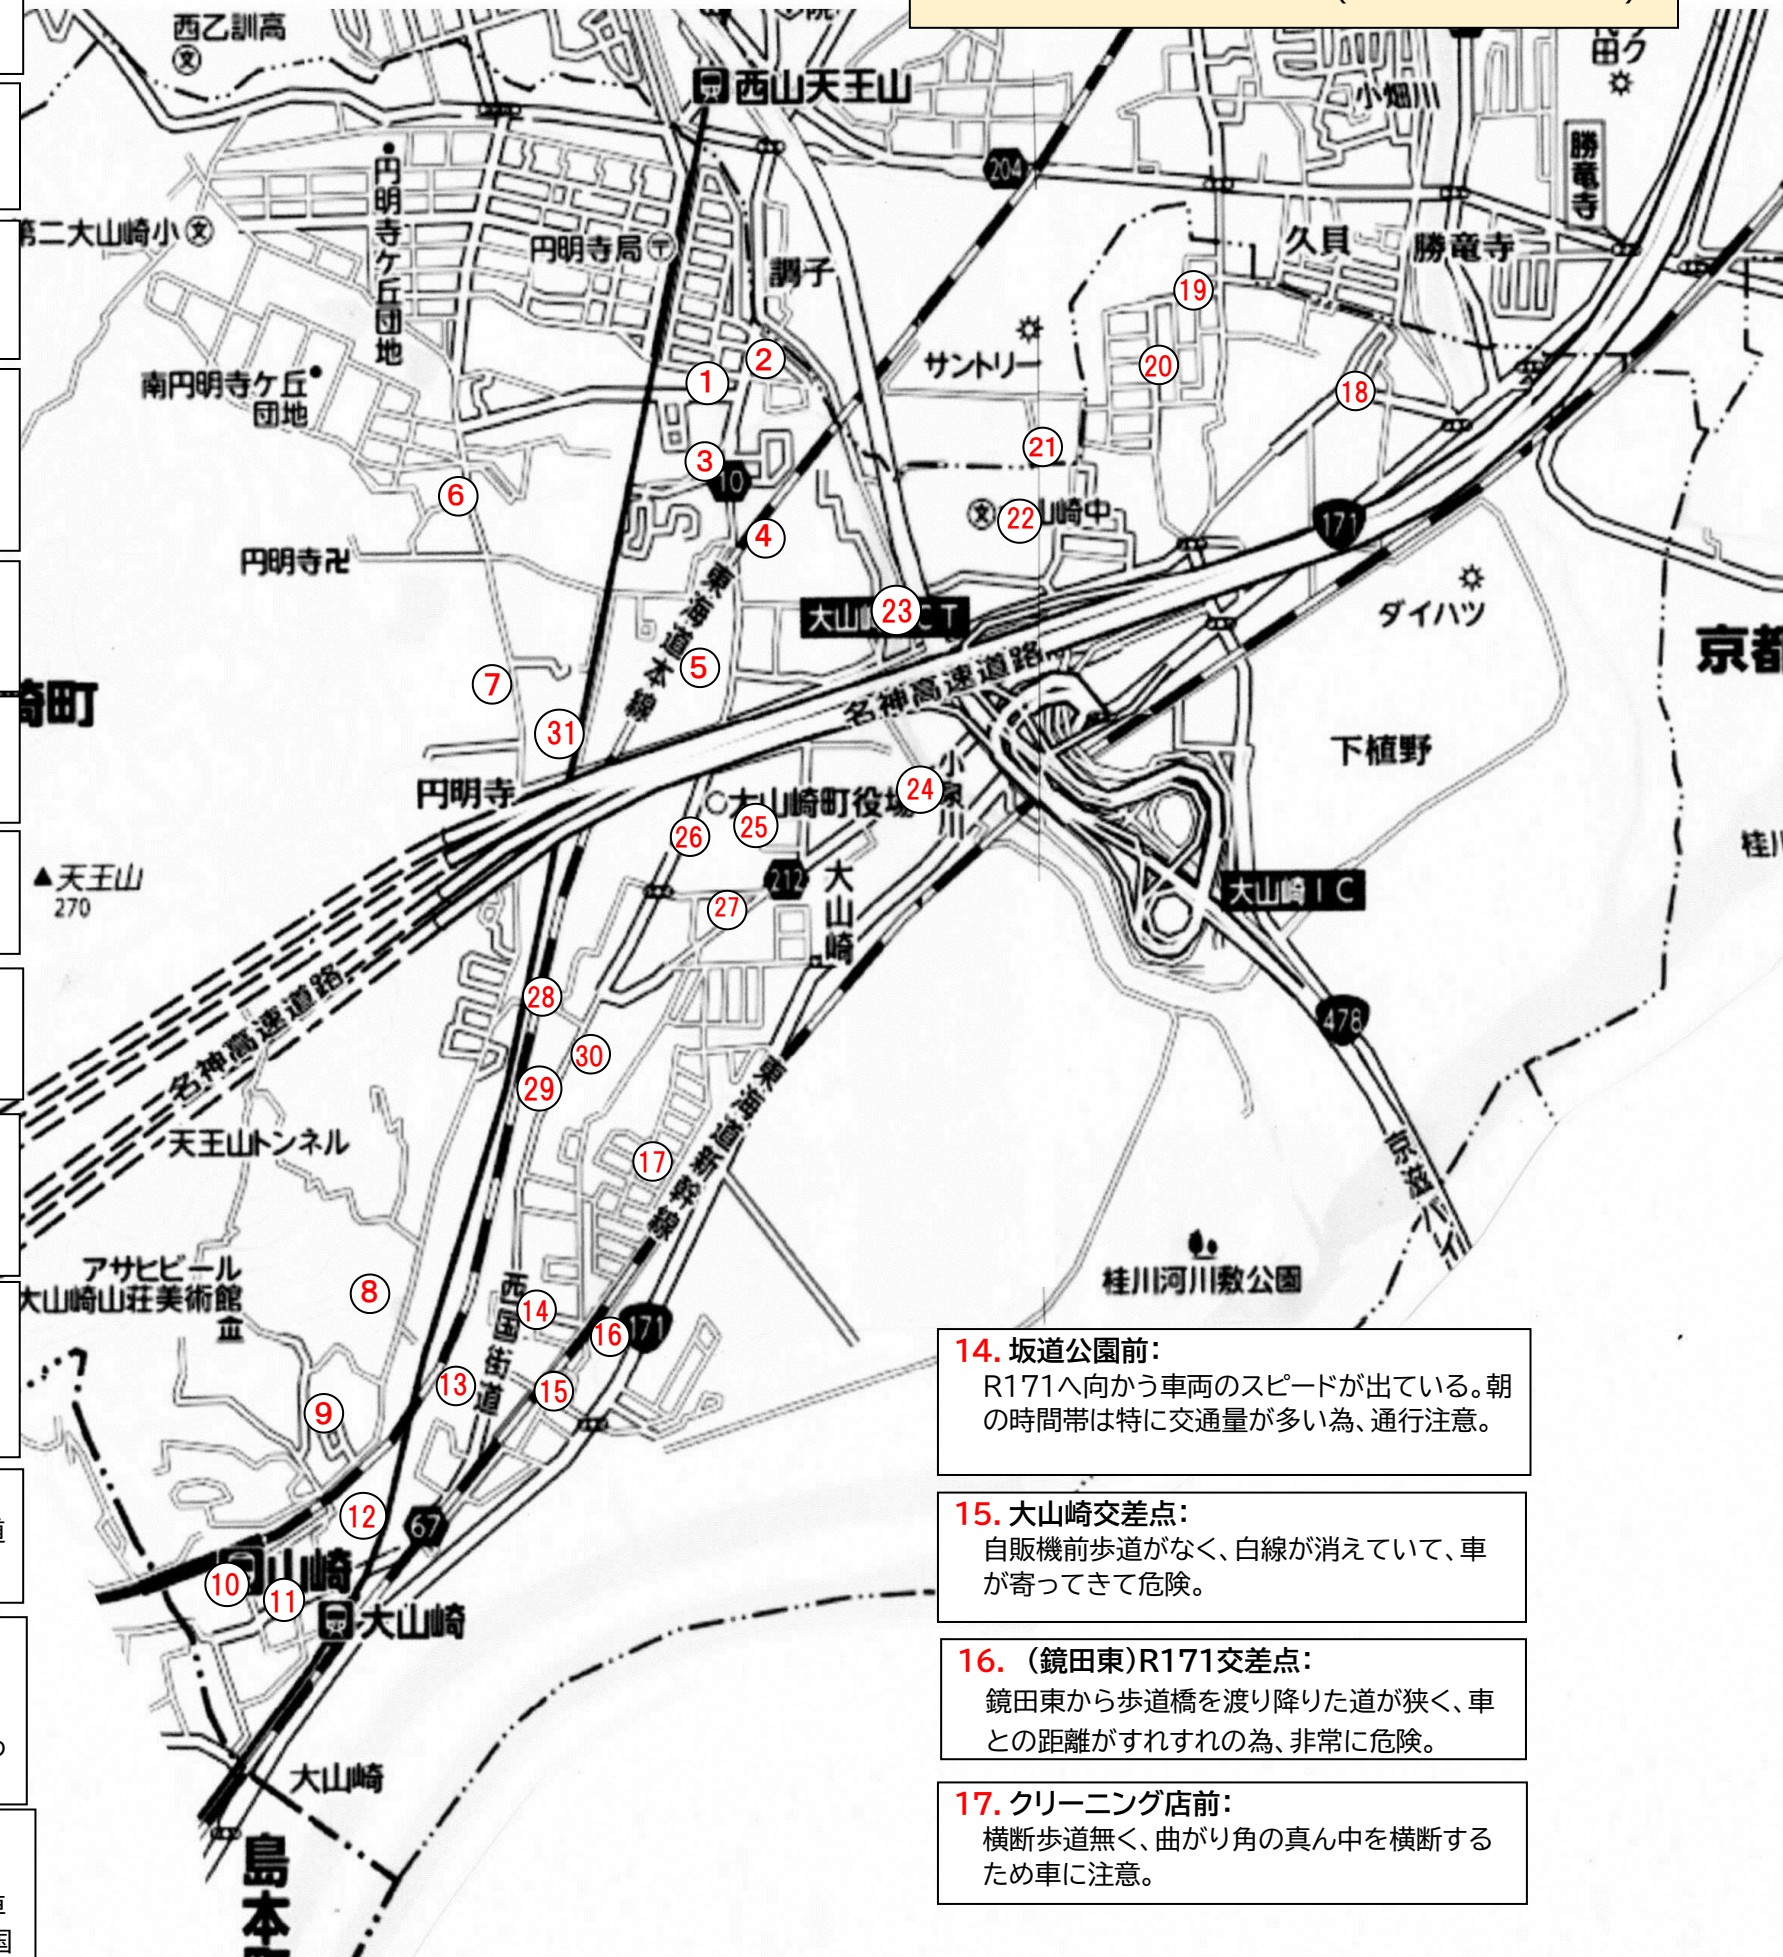 西乙訓高
文
西山天王山
小畑川
勝竜寺
204
円明寺ケ丘団地
第二大山崎小
文
円明寺局
調子
久貝
勝竜寺
19
2
サントリー
20
1
南円明寺ケ丘
団地
18
21
3
10
6
文
22
山崎中
171
4
円明寺
東海道本線
ダイハツ
23
大山崎
CT
京都
5
7
名神高速道路
崎町
31
下植野
円明寺
大山崎町役場
24
小泉川
25
26
天王山
270
212
大山崎
大山崎IC
27
名神高速道路
28
478
30
29
東海道新幹線
天王山トンネル
17
京滋バイ
アサヒビール
大山崎山荘美術館
8
西国街道
14
16
171
桂川河川敷公園
13
15
9
12
67
山崎
10
11
大山崎
大山崎
島本
14. 坂道公園前：
R171へ向かう車両のスピードが出ている。朝
の時間帯は特に交通量が多い為、通行注意。
15. 大山崎交差点：
自販機前歩道がなく、白線が消えていて、車
が寄ってきて危険。
16. （鏡田東）R171交差点：
鏡田東から歩道橋を渡り降りた道が狭く、車
との距離がすれすれの為、非常に危険。
17. クリーニング店前：
横断歩道無く、曲がり角の真ん中を横断する
ため車に注意。